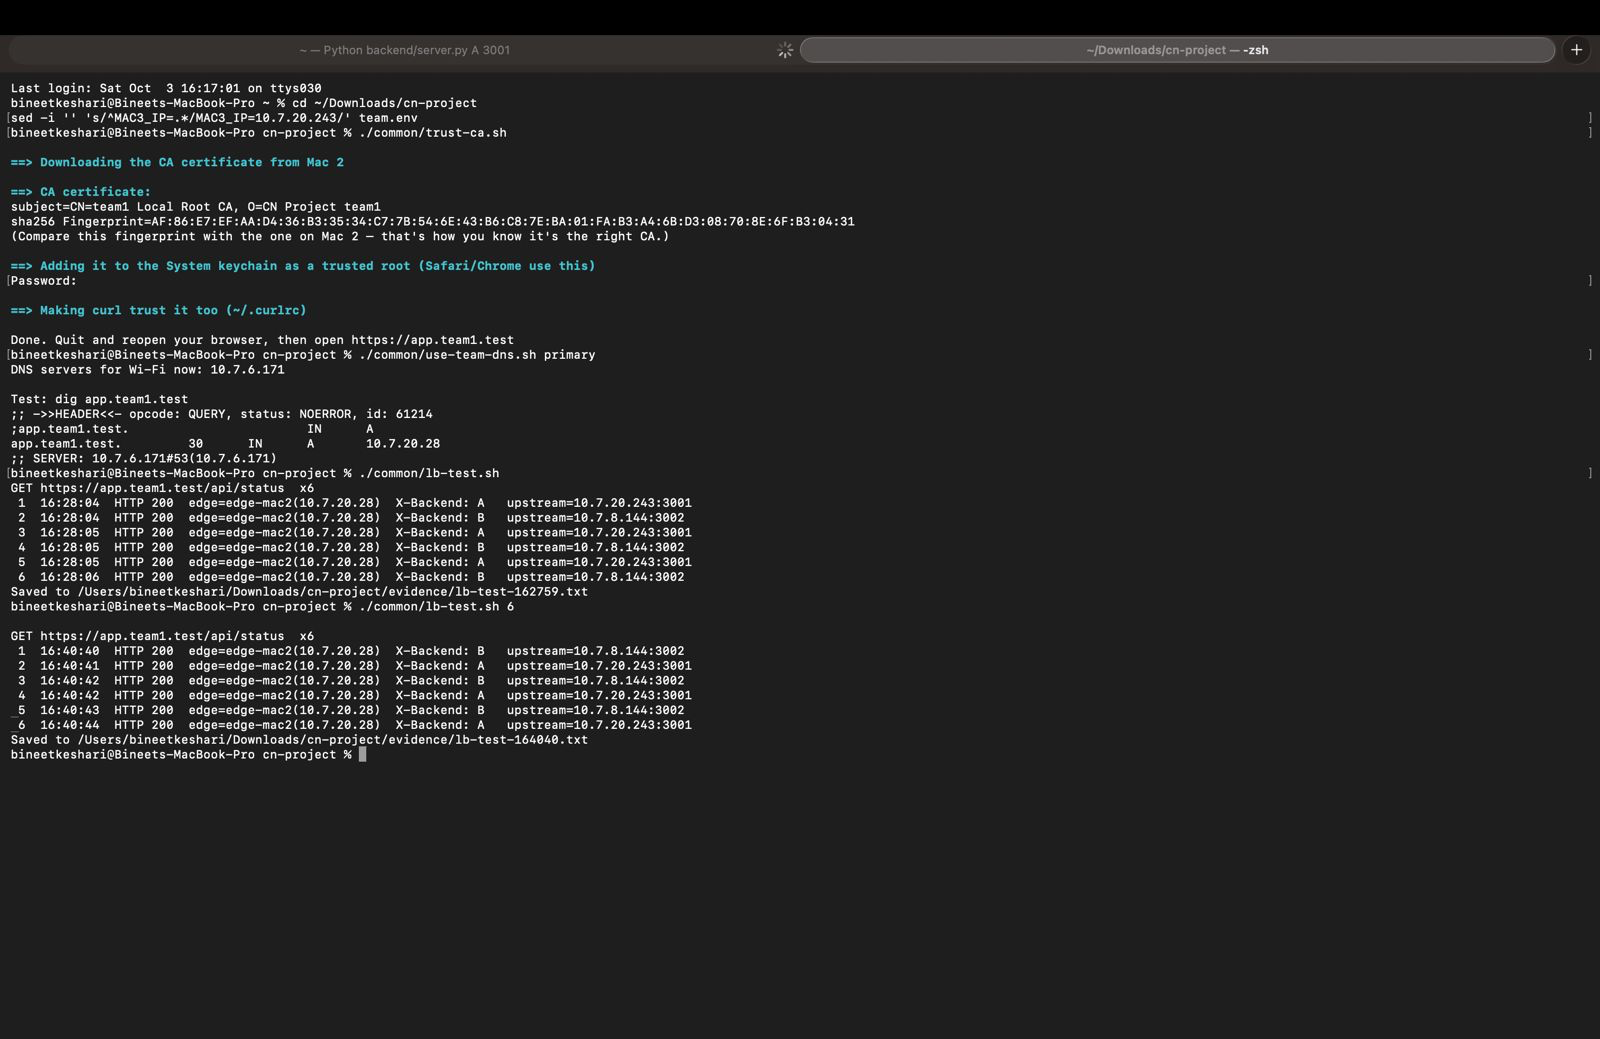 ~ — Python backend/server.py A 3001
~/Downloads/cn-project — -zsh
+
Last login: Sat Oct  3 16:17:01 on ttys030
bineetkeshari@Bineets-MacBook-Pro ~ % cd ~/Downloads/cn-project
[sed -i '' 's/^MAC3_IP=.*/MAC3_IP=10.7.20.243/' team.env ]
[bineetkeshari@Bineets-MacBook-Pro cn-project % ./common/trust-ca.sh ]
==> Downloading the CA certificate from Mac 2
==> CA certificate:
subject=CN=team1 Local Root CA, O=CN Project team1
sha256 Fingerprint=AF:86:E7:EF:AA:D4:36:B3:35:34:C7:7B:54:6E:43:B6:C8:7E:BA:01:FA:B3:A4:6B:D3:08:70:8E:6F:B3:04:31
(Compare this fingerprint with the one on Mac 2 — that's how you know it's the right CA.)
==> Adding it to the System keychain as a trusted root (Safari/Chrome use this)
[Password: ]
==> Making curl trust it too (~/.curlrc)
Done. Quit and reopen your browser, then open https://app.team1.test
[bineetkeshari@Bineets-MacBook-Pro cn-project % ./common/use-team-dns.sh primary ]
DNS servers for Wi-Fi now: 10.7.6.171
Test: dig app.team1.test
;; ->>HEADER<<- opcode: QUERY, status: NOERROR, id: 61214
;app.team1.test.                         IN      A
app.team1.test.         30      IN      A       10.7.20.28
;; SERVER: 10.7.6.171#53(10.7.6.171)
[bineetkeshari@Bineets-MacBook-Pro cn-project % ./common/lb-test.sh ]
GET https://app.team1.test/api/status  x6
1  16:28:04  HTTP 200  edge=edge-mac2(10.7.20.28)  X-Backend: A   upstream=10.7.20.243:3001
2  16:28:04  HTTP 200  edge=edge-mac2(10.7.20.28)  X-Backend: B   upstream=10.7.8.144:3002
3  16:28:05  HTTP 200  edge=edge-mac2(10.7.20.28)  X-Backend: A   upstream=10.7.20.243:3001
4  16:28:05  HTTP 200  edge=edge-mac2(10.7.20.28)  X-Backend: B   upstream=10.7.8.144:3002
5  16:28:05  HTTP 200  edge=edge-mac2(10.7.20.28)  X-Backend: A   upstream=10.7.20.243:3001
6  16:28:06  HTTP 200  edge=edge-mac2(10.7.20.28)  X-Backend: B   upstream=10.7.8.144:3002
Saved to /Users/bineetkeshari/Downloads/cn-project/evidence/lb-test-162759.txt
bineetkeshari@Bineets-MacBook-Pro cn-project % ./common/lb-test.sh 6
GET https://app.team1.test/api/status  x6
1  16:40:40  HTTP 200  edge=edge-mac2(10.7.20.28)  X-Backend: B   upstream=10.7.8.144:3002
2  16:40:41  HTTP 200  edge=edge-mac2(10.7.20.28)  X-Backend: A   upstream=10.7.20.243:3001
3  16:40:42  HTTP 200  edge=edge-mac2(10.7.20.28)  X-Backend: B   upstream=10.7.8.144:3002
4  16:40:42  HTTP 200  edge=edge-mac2(10.7.20.28)  X-Backend: A   upstream=10.7.20.243:3001
_5  16:40:43  HTTP 200  edge=edge-mac2(10.7.20.28)  X-Backend: B   upstream=10.7.8.144:3002
_6  16:40:44  HTTP 200  edge=edge-mac2(10.7.20.28)  X-Backend: A   upstream=10.7.20.243:3001
Saved to /Users/bineetkeshari/Downloads/cn-project/evidence/lb-test-164040.txt
bineetkeshari@Bineets-MacBook-Pro cn-project %